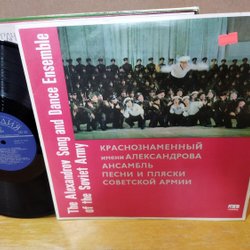 The Alexandrov Song and Dance Ensemble
of the Soviet Army
КРАСНОЗНАМЕННЫЙ
ИМЕНИ АЛЕКСАНДРОВА
АНСАМБЛЬ
ПЕСНИ И ПЛЯСКИ
СОВЕТСКОЙ АРМИИ